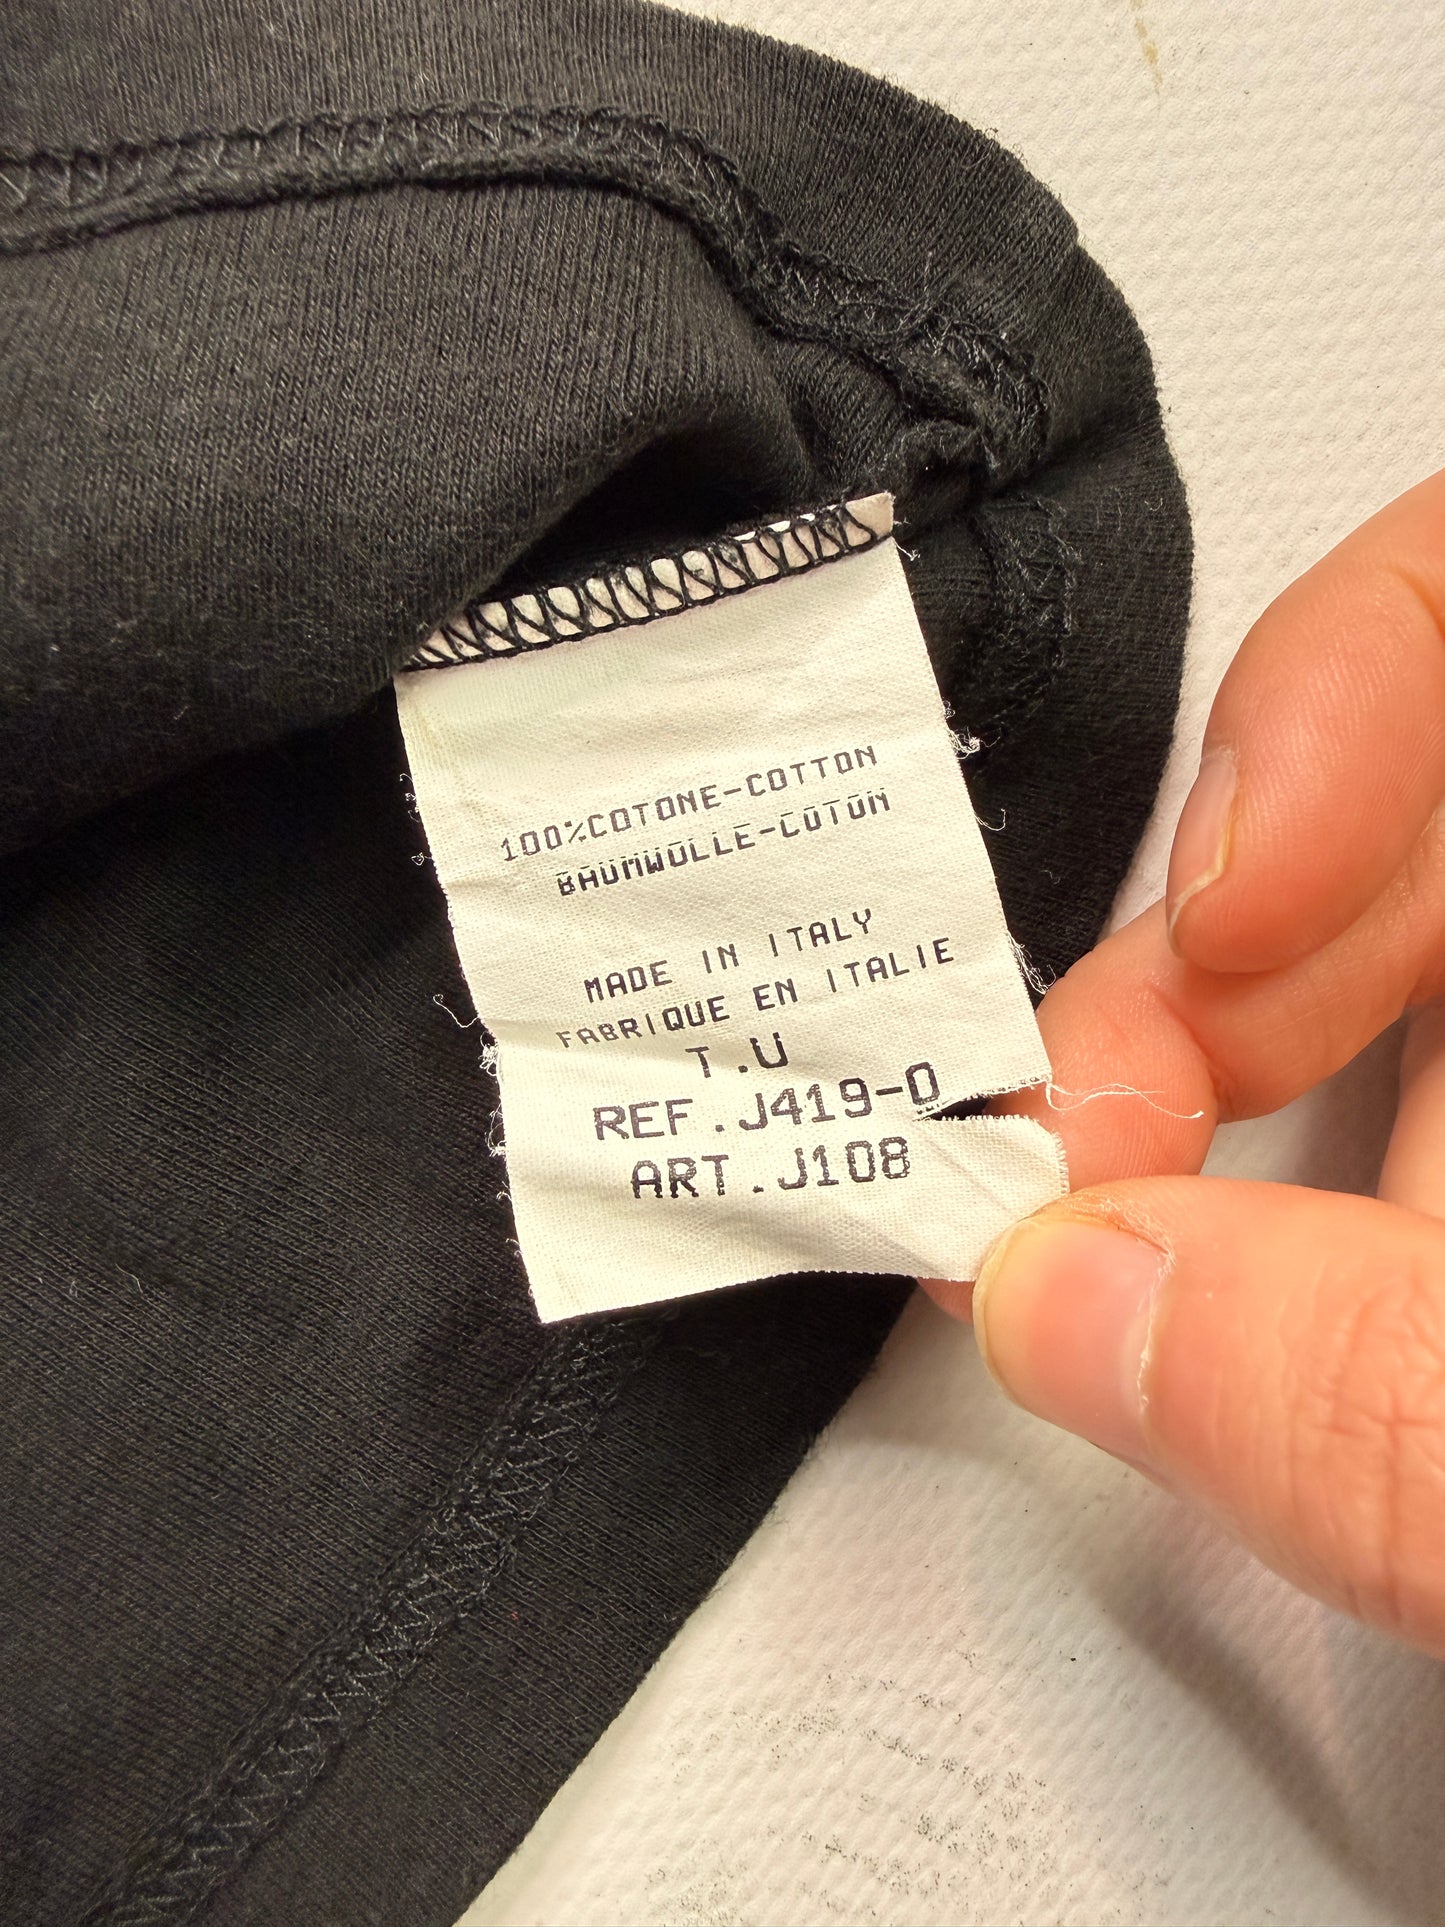 100%COTONE-COTTON
BAUMWOLLE-COTON
MADE IN ITALY
FABRIQUE EN ITALIE
T.U
REF.J419-0
ART.J108